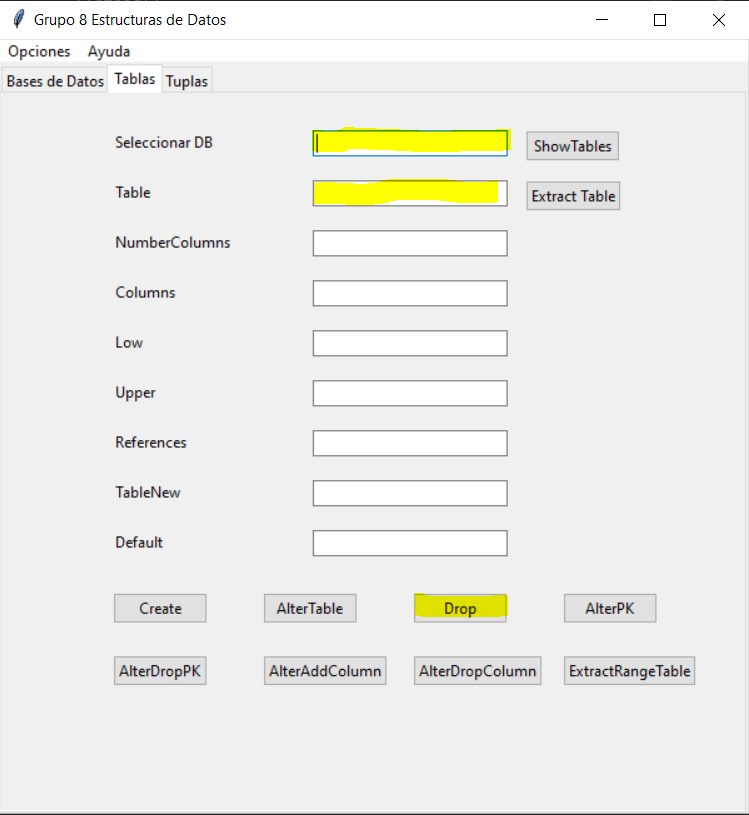 Grupo 8 Estructuras de Datos
Opciones Ayuda
Bases de Datos Tablas Tuplas
Seleccionar DB ShowTables
Table Extract Table
NumberColumns
Columns
Low
Upper
References
TableNew
Default
Create AlterTable Drop AlterPK
AlterDropPK AlterAddColumn AlterDropColumn ExtractRangeTable